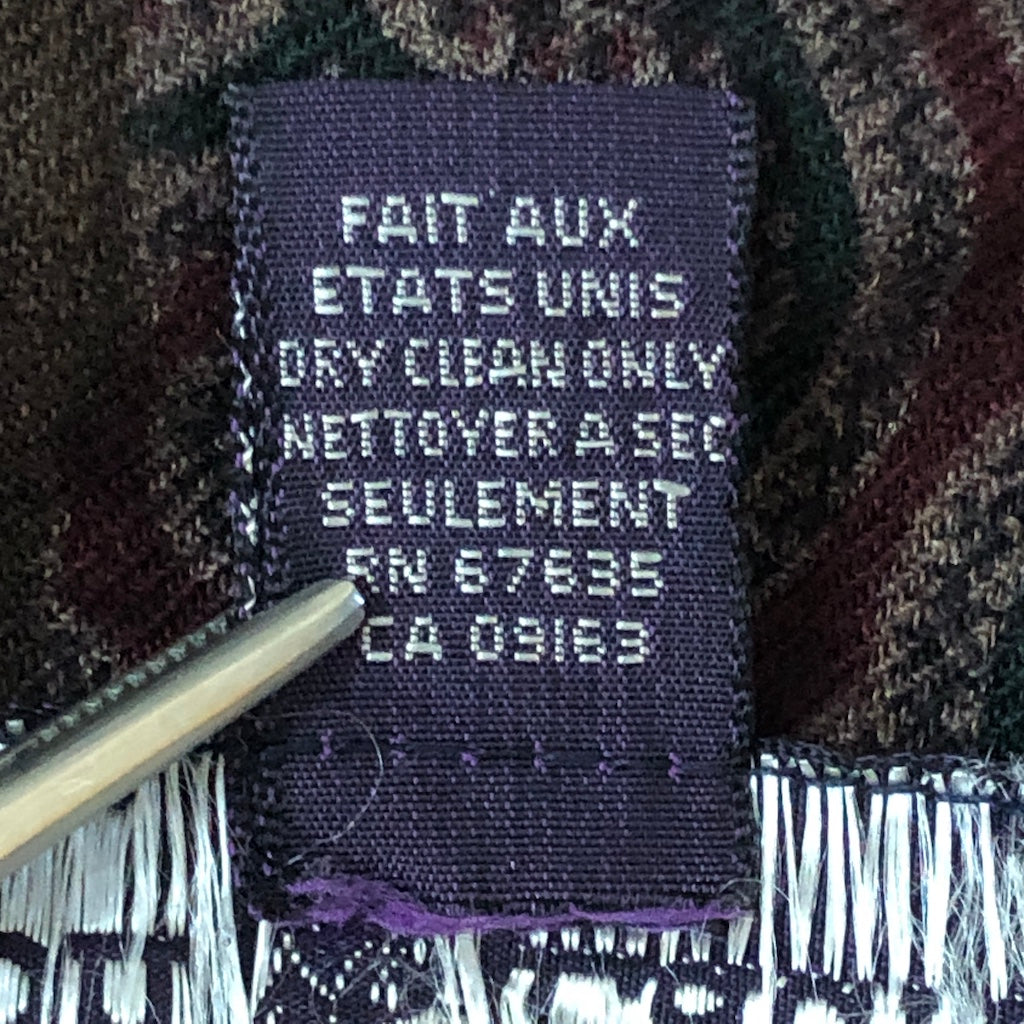 FAIT AUX
ETATS UNIS
DRY CLEAN ONLY
NETTOYER A SEC
SEULEMENT
RN 67635
CA 09163